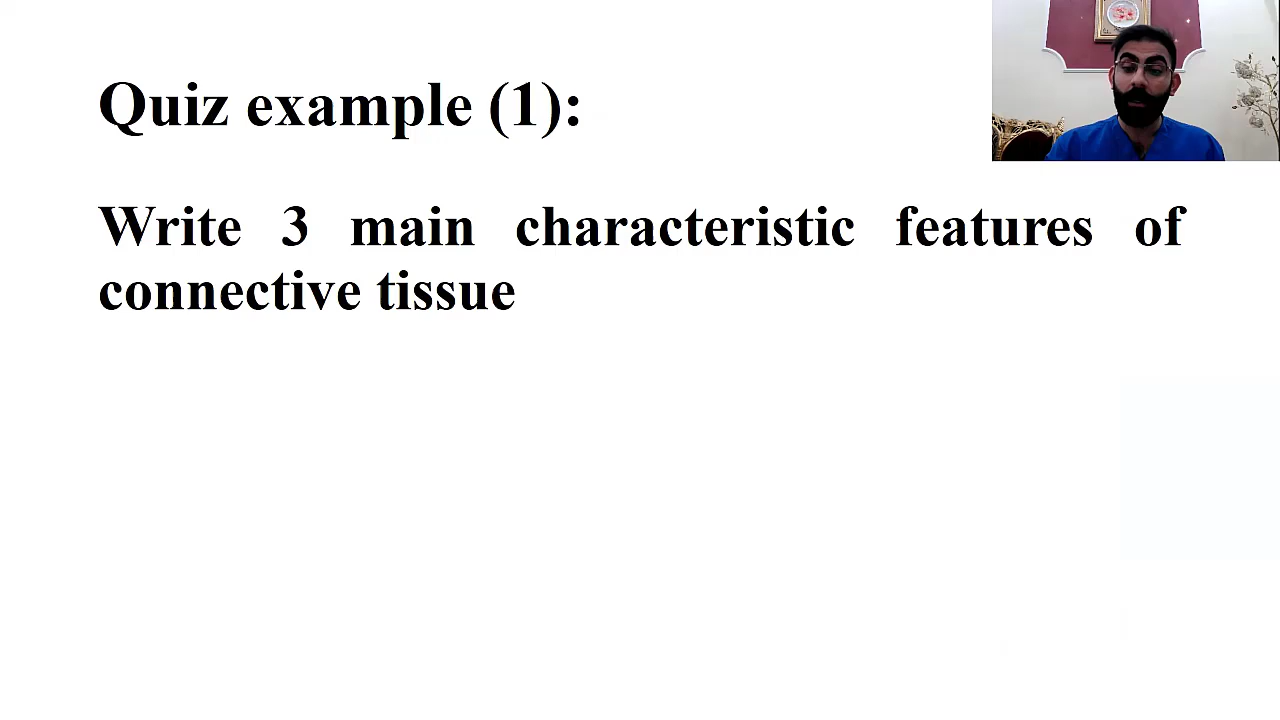 Quiz example (1):
Write 3 main characteristic features of
connective tissue